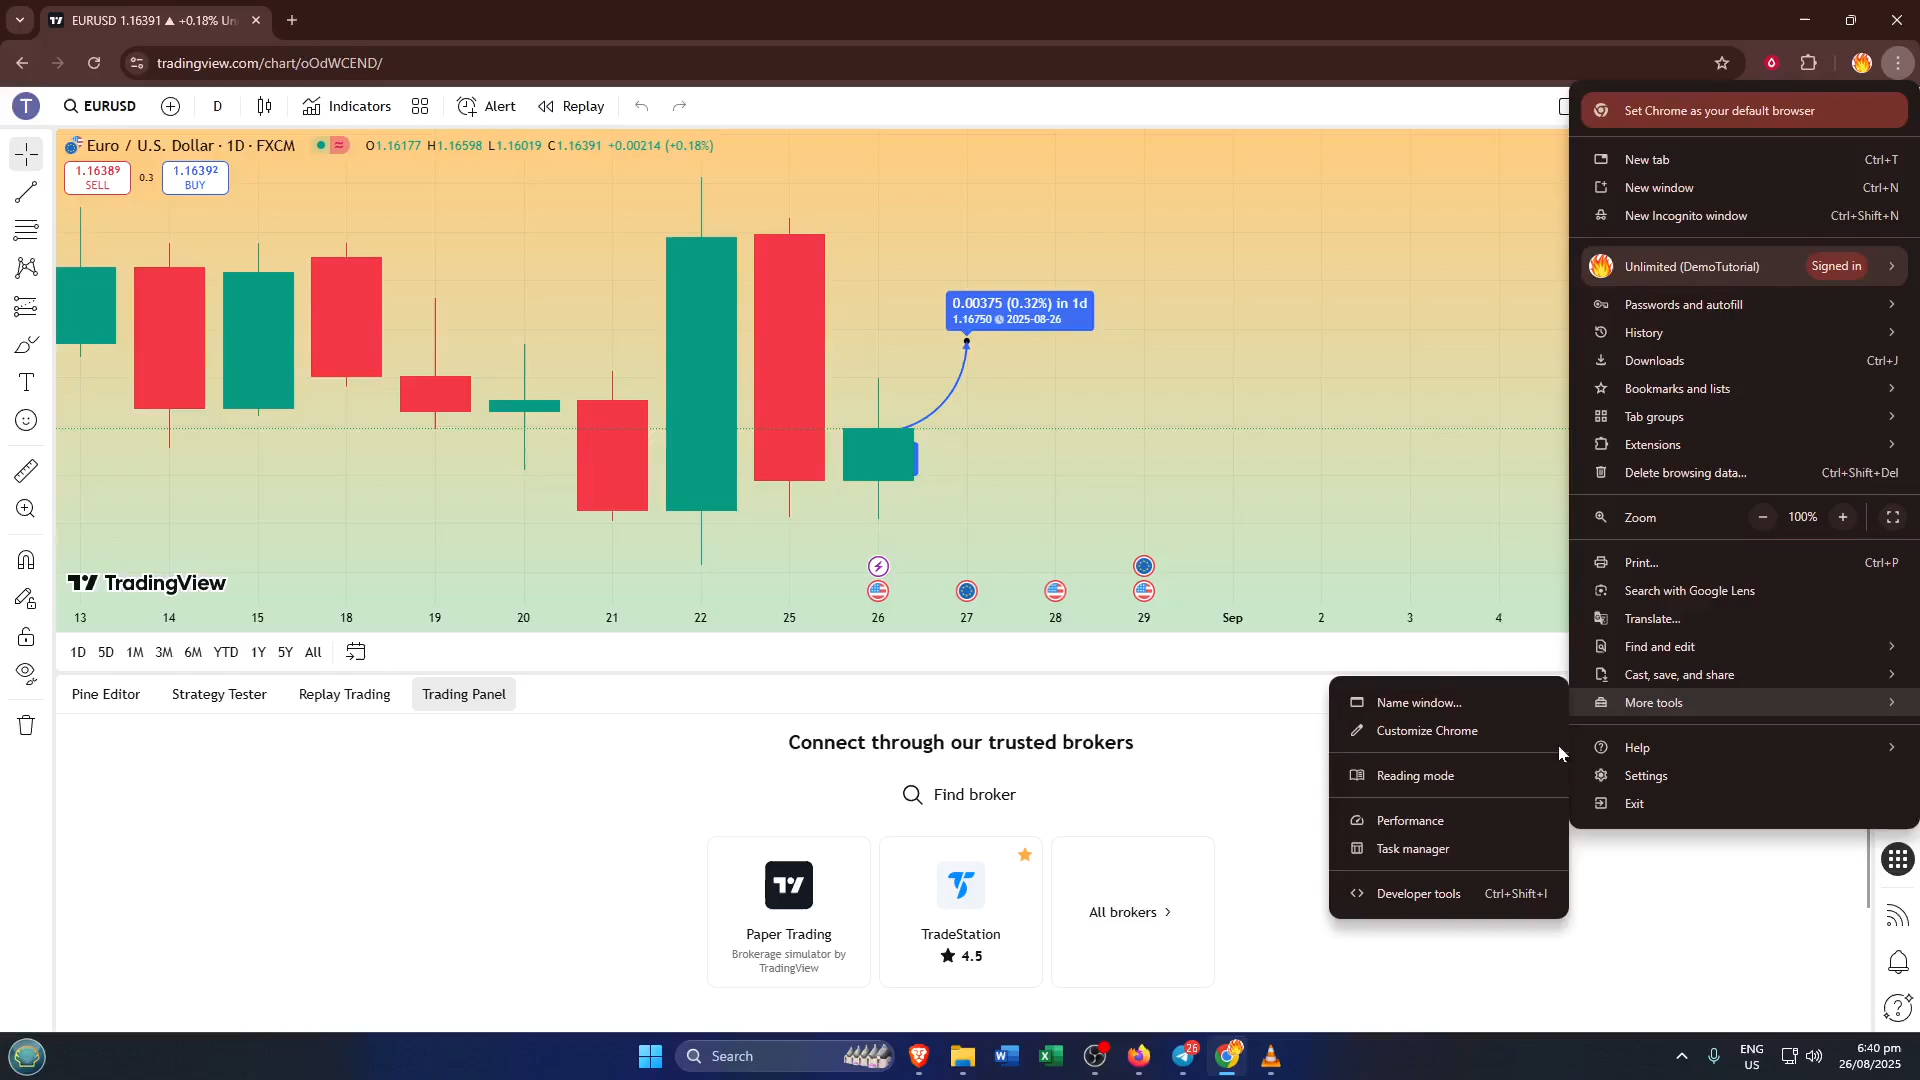 EURUSD 1.16391 ▲ +0.18% Un
tradingview.com/chart/oOdWCEND/
T
EURUSD
D
Indicators
Alert
Replay
Euro / U.S. Dollar · 1D · FXCM
O1.16177 H1.16598 L1.16019 C1.16391 +0.00214 (+0.18%)
1.16389
SELL
0.3
1.16392
BUY
0.00375 (0.32%) in 1d
1.16750 2025-08-26
TradingView
13 14 15 18 19 20 21 22 25 26 27 28 29 Sep 2 3 4
1D 5D 1M 3M 6M YTD 1Y 5Y All
Pine Editor
Strategy Tester
Replay Trading
Trading Panel
Connect through our trusted brokers
Find broker
Paper Trading
Brokerage simulator by
TradingView
TradeStation
4.5
All brokers
Set Chrome as your default browser
New tab Ctrl+T
New window Ctrl+N
New Incognito window Ctrl+Shift+N
Unlimited (DemoTutorial) Signed in
Passwords and autofill
History
Downloads Ctrl+J
Bookmarks and lists
Tab groups
Extensions
Delete browsing data... Ctrl+Shift+Del
Zoom − 100% +
Print... Ctrl+P
Search with Google Lens
Translate...
Find and edit
Cast, save, and share
More tools
Help
Settings
Exit
Name window...
Customize Chrome
Reading mode
Performance
Task manager
Developer tools Ctrl+Shift+I
Search
26
ENG
US
6:40 pm
26/08/2025